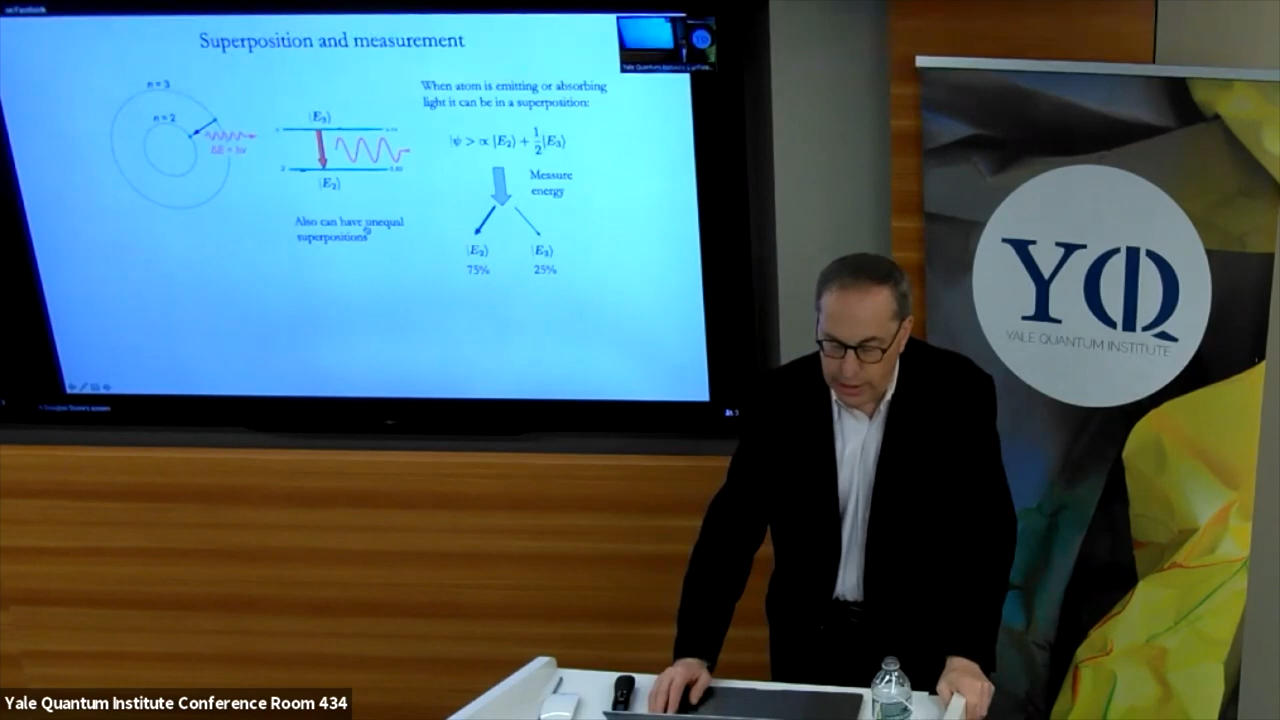 Superposition and measurement
n = 3
n = 2
ΔE = hν
|E₃⟩
|E₂⟩
Also can have unequal
superpositions
When atom is emitting or absorbing
light it can be in a superposition:
|ψ > ∝ |E₂⟩ + 1/2 |E₃⟩
Measure
energy
|E₂⟩ |E₃⟩
75% 25%
YQ
YQ
YALE QUANTUM INSTITUTE
Yale Quantum Institute Conference Room 434